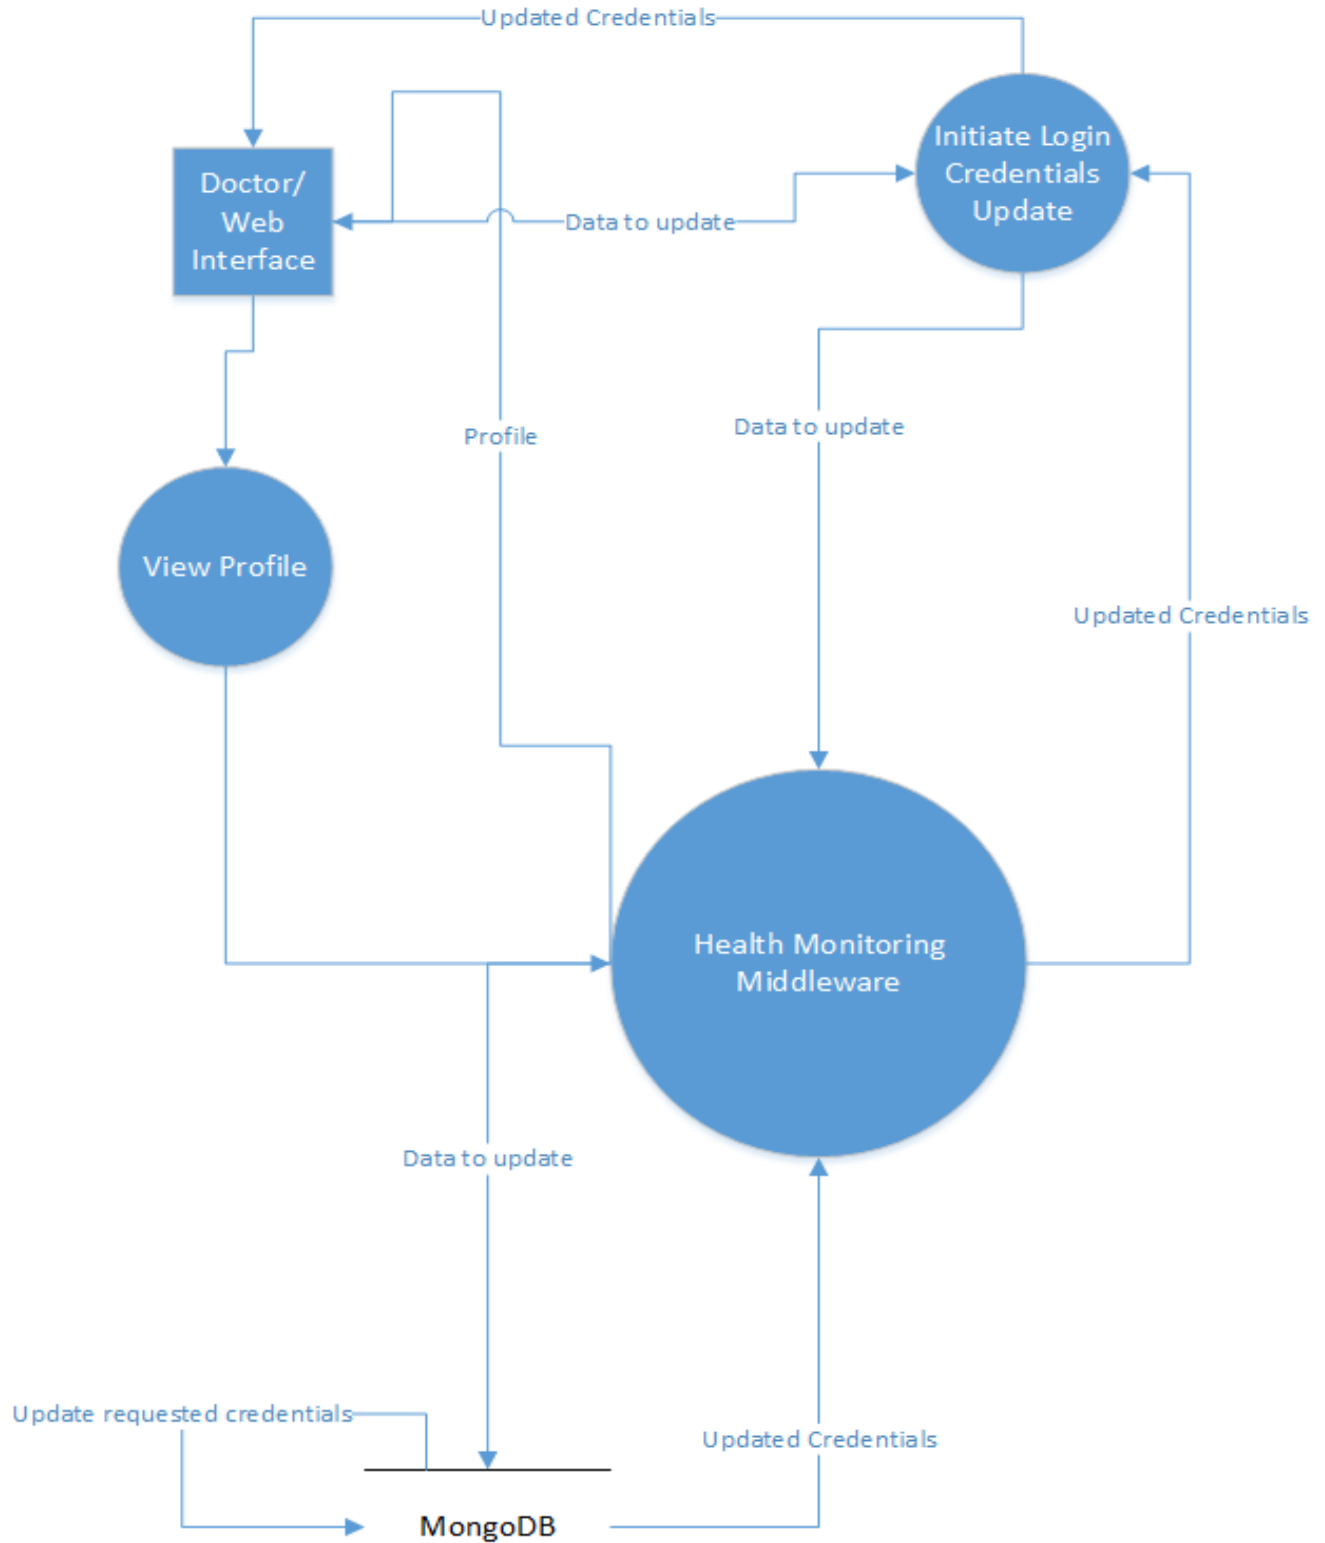 Updated Credentials
Initiate Login
Credentials
Update
Doctor/
Web
Interface
Data to update
Data to update
Profile
View Profile
Updated Credentials
Health Monitoring
Middleware
Data to update
Update requested credentials
Updated Credentials
MongoDB